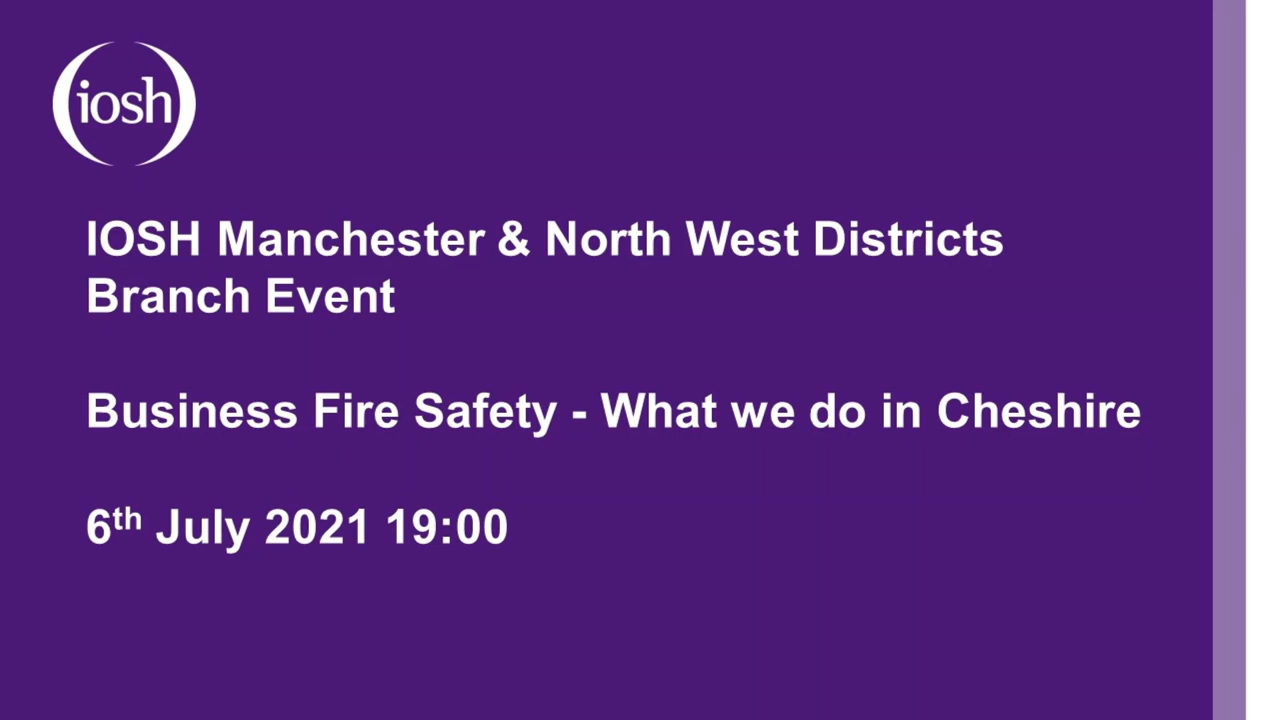 iosh
IOSH Manchester & North West Districts
Branch Event
Business Fire Safety - What we do in Cheshire
6th July 2021 19:00